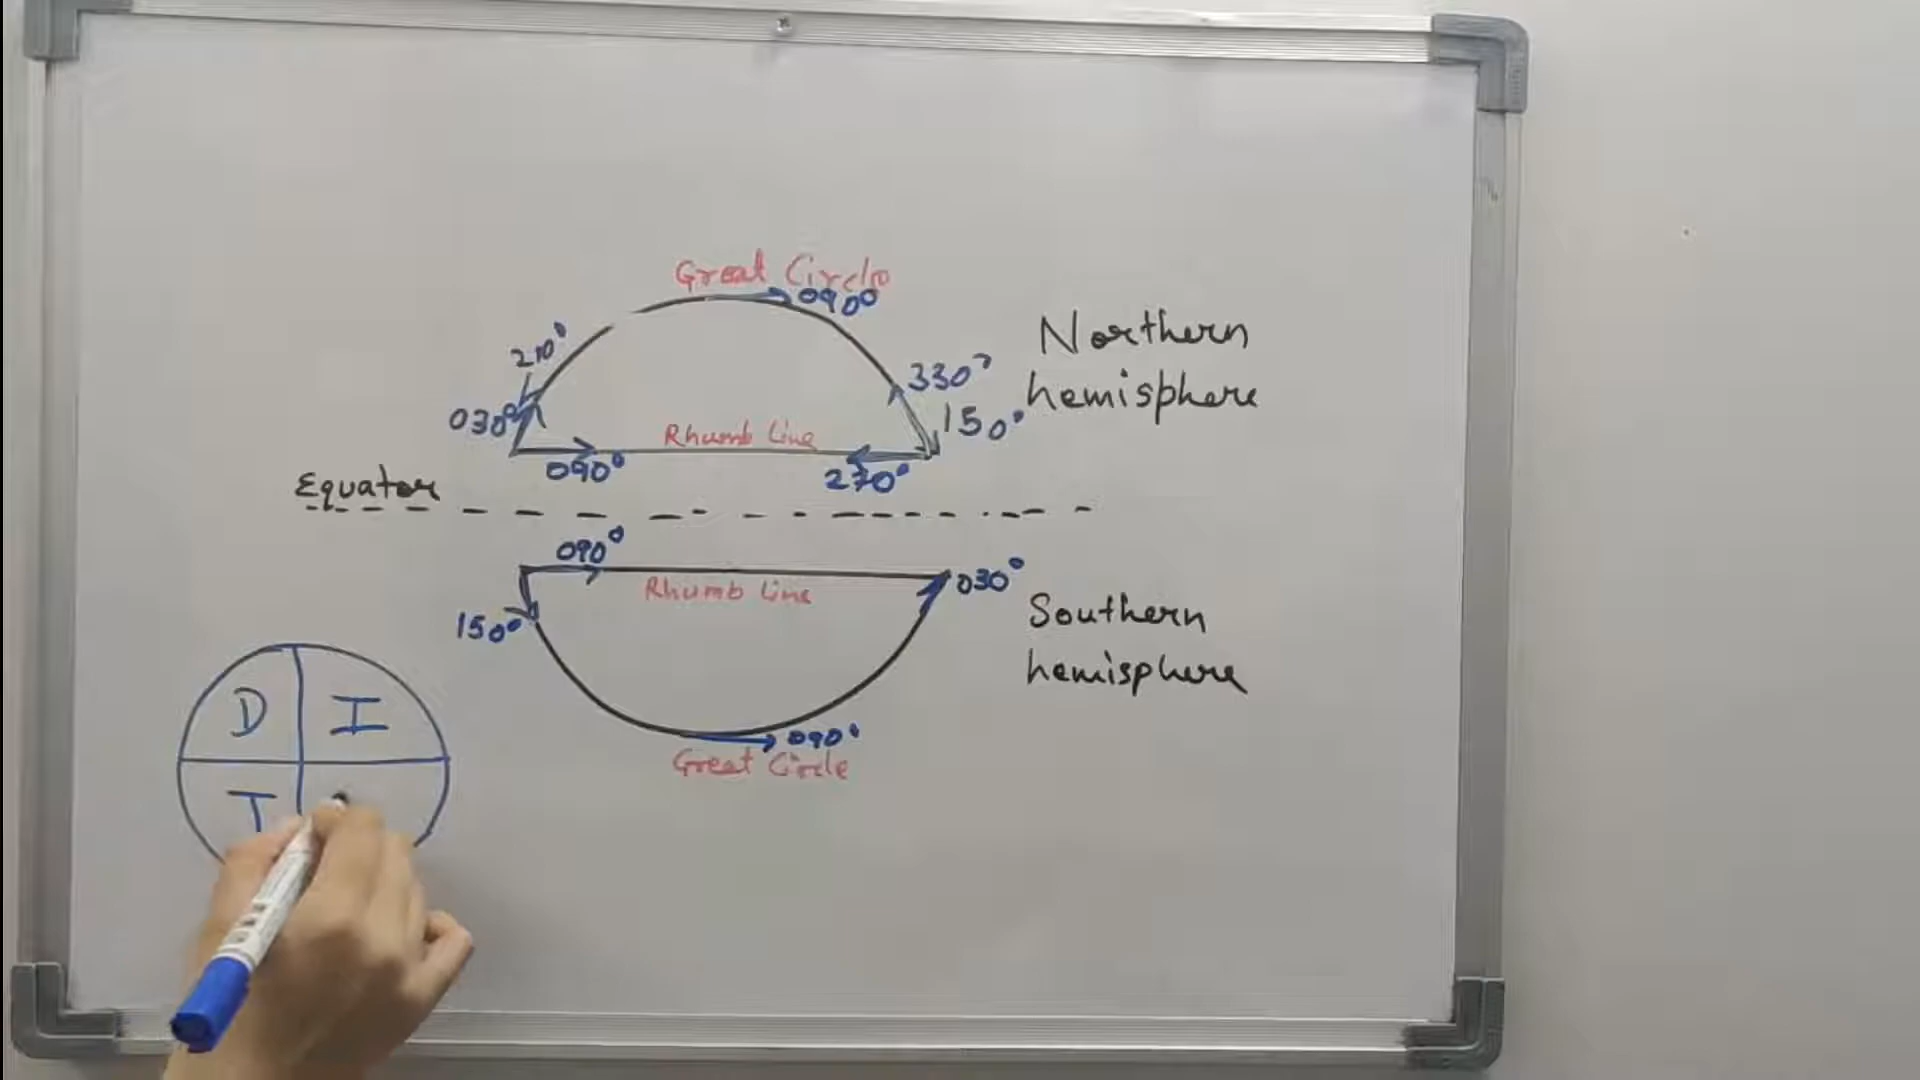 Great Circle
090°
210°
330°
030°
150°
Northern
hemisphere
Rhumb Line
090°
270°
Equator
090°
Rhumb Line
030°
150°
Southern
hemisphere
090°
Great Circle
D I
T